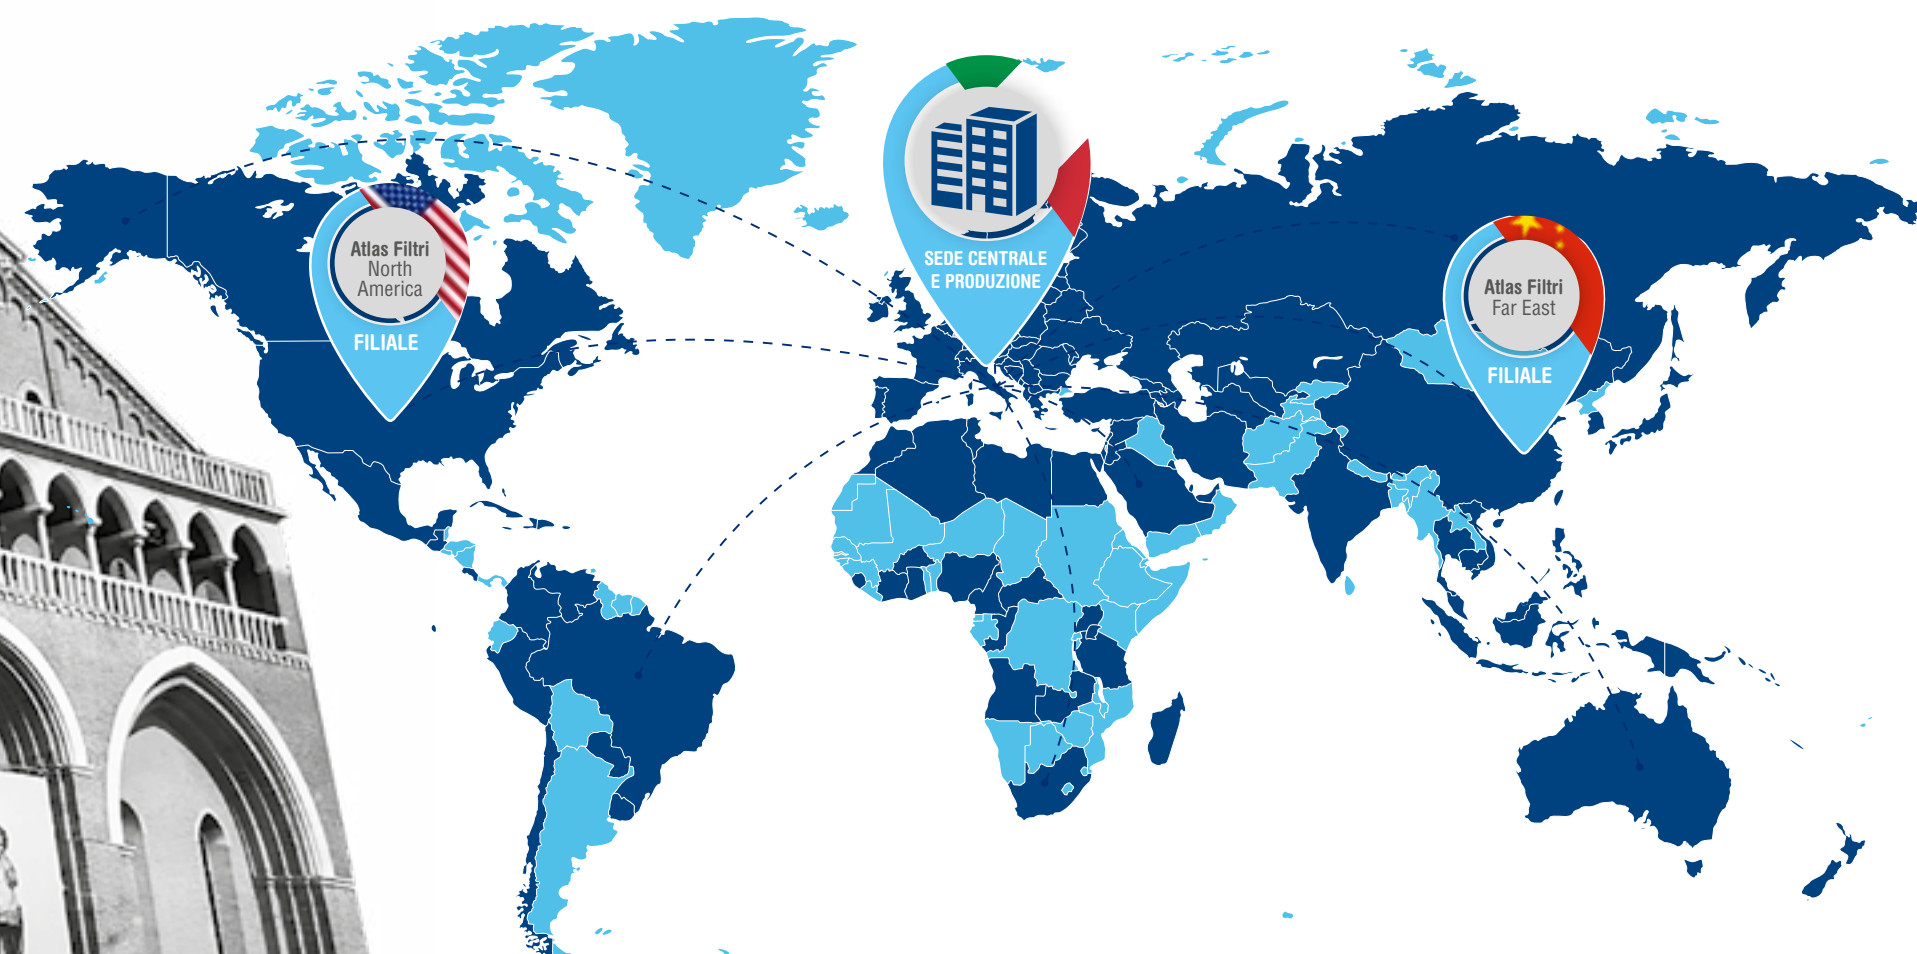 Atlas Filtri
North
America
FILIALE
SEDE CENTRALE
E PRODUZIONE
Atlas Filtri
Far East
FILIALE